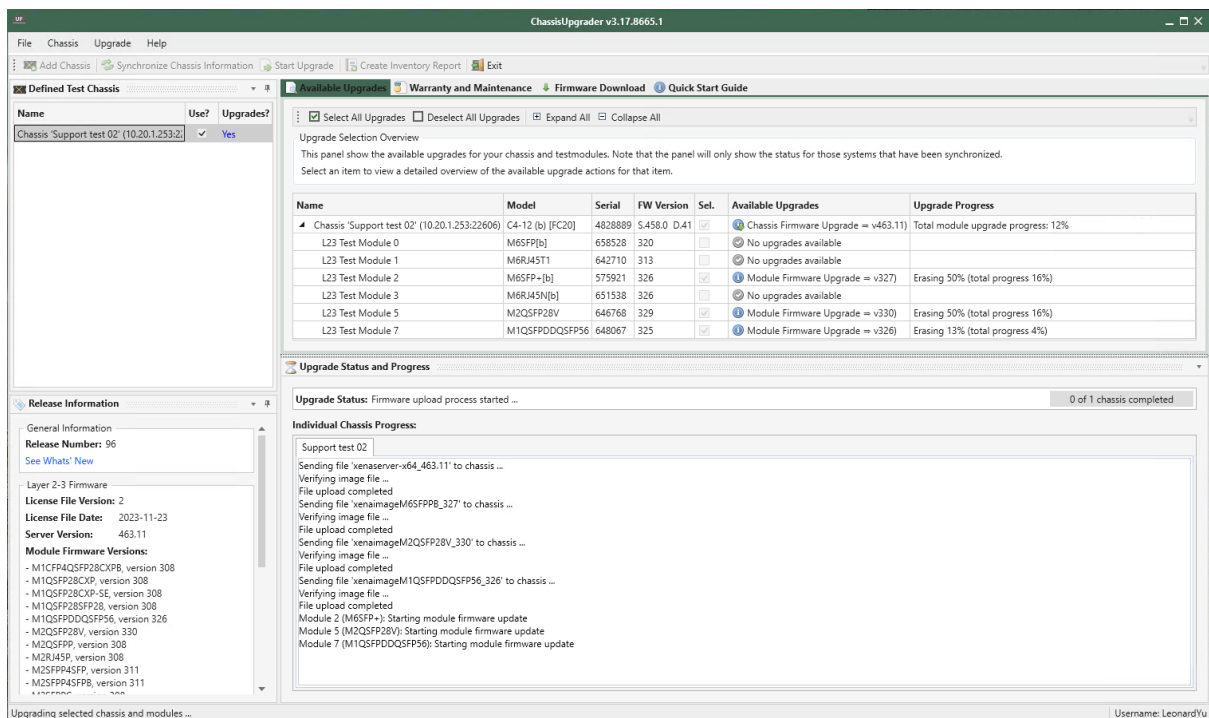 UF
ChassisUpgrader v3.17.8665.1
File Chassis Upgrade Help
Add Chassis Synchronize Chassis Information Start Upgrade Create Inventory Report Exit
Defined Test Chassis
Name Use? Upgrades?
Chassis 'Support test 02' (10.20.1.253:22 Yes
Available Upgrades Warranty and Maintenance Firmware Download Quick Start Guide
Select All Upgrades Deselect All Upgrades Expand All Collapse All
Upgrade Selection Overview
This panel show the available upgrades for your chassis and testmodules. Note that the panel will only show the status for those systems that have been synchronized.
Select an item to view a detailed overview of the available upgrade actions for that item.
Name Model Serial FW Version Sel. Available Upgrades Upgrade Progress
Chassis 'Support test 02' (10.20.1.253:22606) C4-12 (b) [FC20] 4828889 S.458.0 D.41 Chassis Firmware Upgrade ⇒ v463.11) Total module upgrade progress: 12%
L23 Test Module 0 M6SFP[b] 658528 320 No upgrades available
L23 Test Module 1 M6RJ45T1 642710 313 No upgrades available
L23 Test Module 2 M6SFP+[b] 575921 326 Module Firmware Upgrade ⇒ v327) Erasing 50% (total progress 16%)
L23 Test Module 3 M6RJ45N[b] 651538 326 No upgrades available
L23 Test Module 5 M2QSFP28V 646768 329 Module Firmware Upgrade ⇒ v330) Erasing 50% (total progress 16%)
L23 Test Module 7 M1QSFPDDQSFP56 648067 325 Module Firmware Upgrade ⇒ v326) Erasing 13% (total progress 4%)
Upgrade Status and Progress
Upgrade Status: Firmware upload process started ... 0 of 1 chassis completed
Individual Chassis Progress:
Support test 02
Sending file 'xenaserver-x64_463.11' to chassis ...
Verifying image file ...
File upload completed
Sending file 'xenaimageM6SFPPB_327' to chassis ...
Verifying image file ...
File upload completed
Sending file 'xenaimageM2QSFP28V_330' to chassis ...
Verifying image file ...
File upload completed
Sending file 'xenaimageM1QSFPDDQSFP56_326' to chassis ...
Verifying image file ...
File upload completed
Module 2 (M6SFP+): Starting module firmware update
Module 5 (M2QSFP28V): Starting module firmware update
Module 7 (M1QSFPDDQSFP56): Starting module firmware update
Release Information
General Information
Release Number: 96
See Whats' New
Layer 2-3 Firmware
License File Version: 2
License File Date: 2023-11-23
Server Version: 463.11
Module Firmware Versions:
- M1CFP4QSFP28CXPB, version 308
- M1QSFP28CXP, version 308
- M1QSFP28CXP-SE, version 308
- M1QSFP28SFP28, version 308
- M1QSFPDDQSFP56, version 326
- M2QSFP28V, version 330
- M2QSFPP, version 308
- M2RJ45P, version 308
- M2SFPP4SFP, version 311
- M2SFPP4SFPB, version 311
Upgrading selected chassis and modules ...
Username: LeonardYu